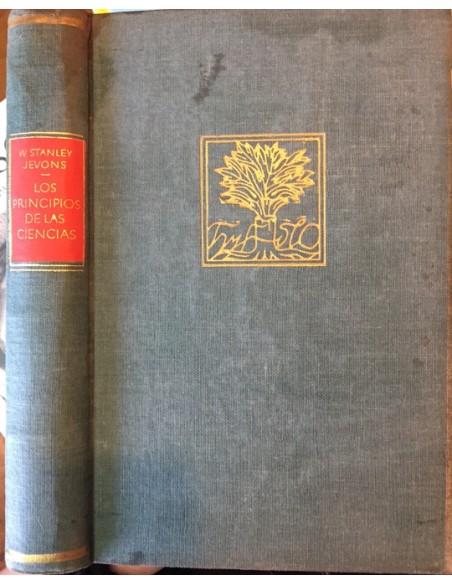 W. STANLEY
JEVONS
—
LOS
PRINCIPIOS
DE LAS
CIENCIAS